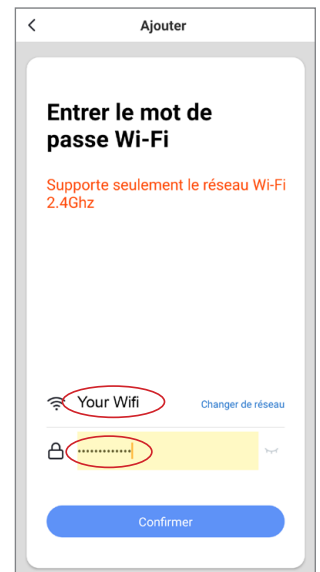 Ajouter
Entrer le mot de
passe Wi-Fi
Supporte seulement le réseau Wi-Fi
2.4Ghz
Your Wifi
Changer de réseau
•••••••••••••
Confirmer